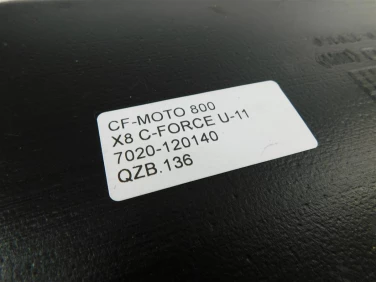 CF-MOTO 800
X8 C-FORCE U-11
7020-120140
QZB.136